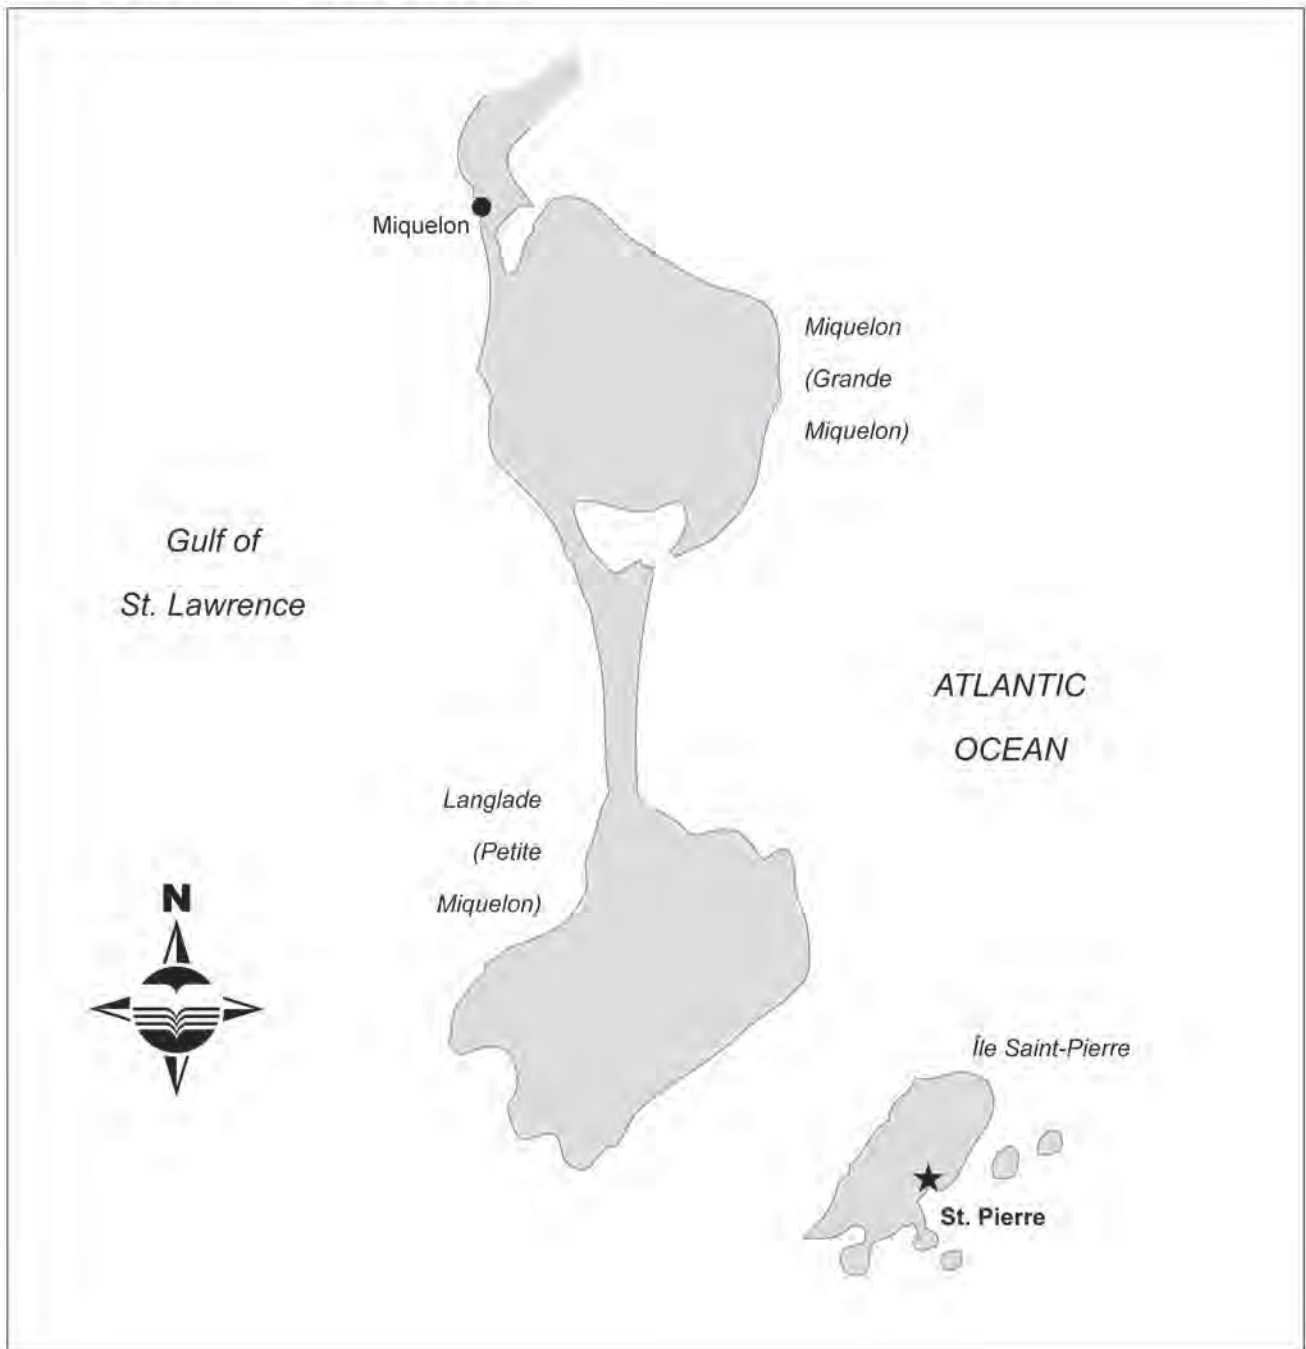 Miquelon
Miquelon
(Grande
Miquelon)
Gulf of
St. Lawrence
ATLANTIC
OCEAN
Langlade
(Petite
Miquelon)
N
Île Saint-Pierre
St. Pierre